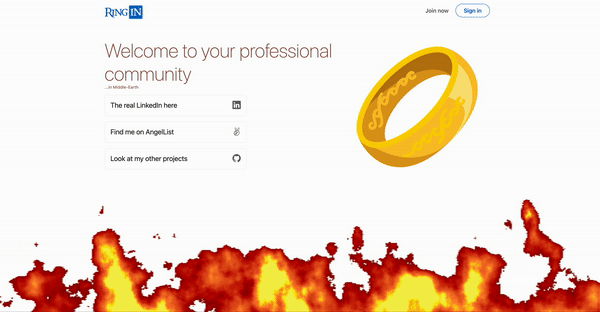 RINGIN
Join now
Sign in
Welcome to your professional
community
...in Middle-Earth
The real LinkedIn here
in
Find me on AngelList
Look at my other projects